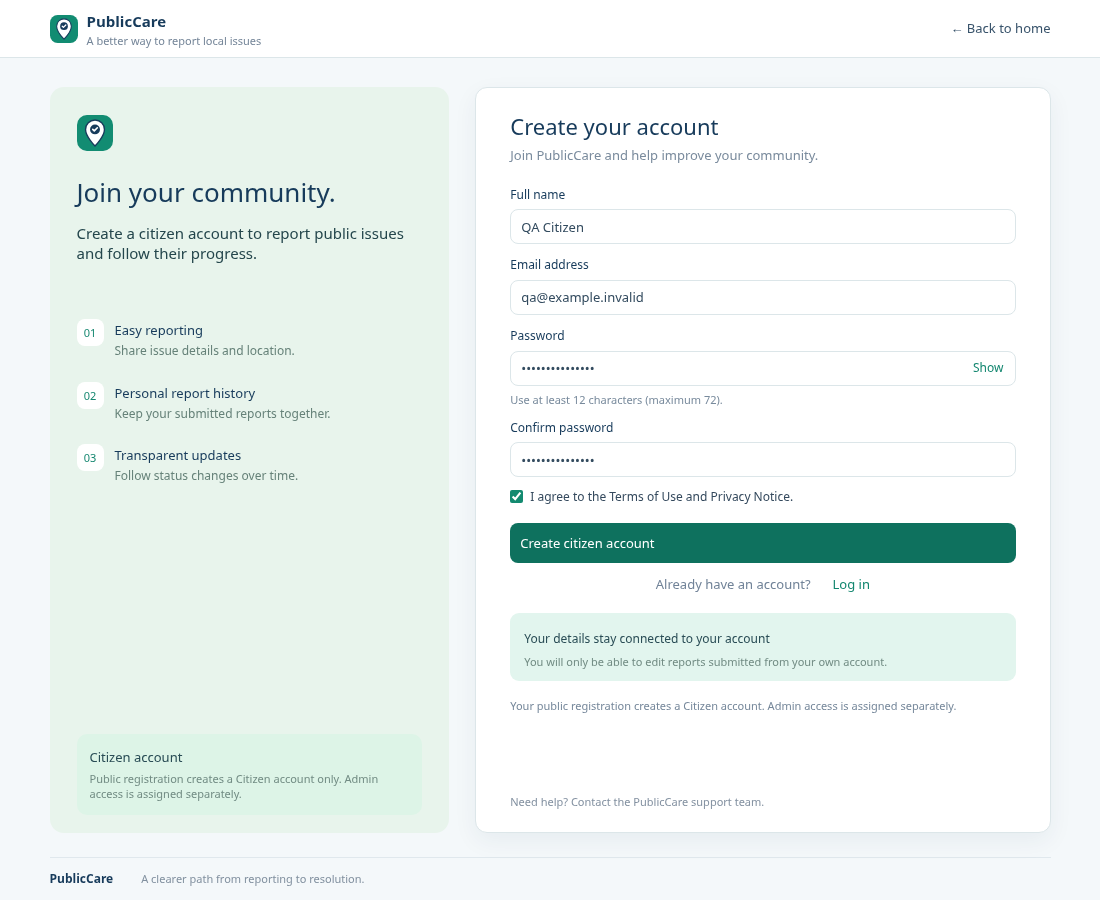 PublicCare
A better way to report local issues
← Back to home
Join your community.
Create a citizen account to report public issues
and follow their progress.
01
Easy reporting
Share issue details and location.
02
Personal report history
Keep your submitted reports together.
03
Transparent updates
Follow status changes over time.
Citizen account
Public registration creates a Citizen account only. Admin
access is assigned separately.
Create your account
Join PublicCare and help improve your community.
Full name
QA Citizen
Email address
qa@example.invalid
Password
•••••••••••••••
Show
Use at least 12 characters (maximum 72).
Confirm password
•••••••••••••••
I agree to the Terms of Use and Privacy Notice.
Create citizen account
Already have an account? Log in
Your details stay connected to your account
You will only be able to edit reports submitted from your own account.
Your public registration creates a Citizen account. Admin access is assigned separately.
Need help? Contact the PublicCare support team.
PublicCare
A clearer path from reporting to resolution.